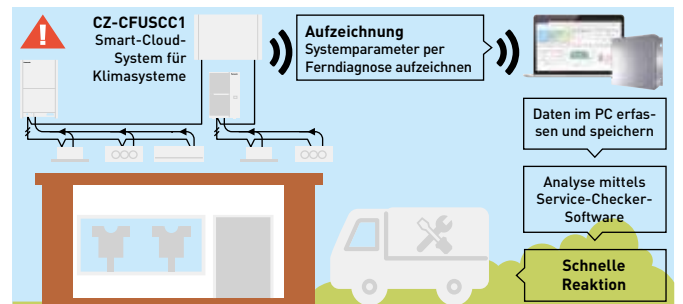 CZ-CFUSCC1
Smart-Cloud-
System für
Klimasysteme
Aufzeichnung
Systemparameter per
Ferndiagnose aufzeichnen
Daten im PC erfas-
sen und speichern
Analyse mittels
Service-Checker-
Software
Schnelle
Reaktion